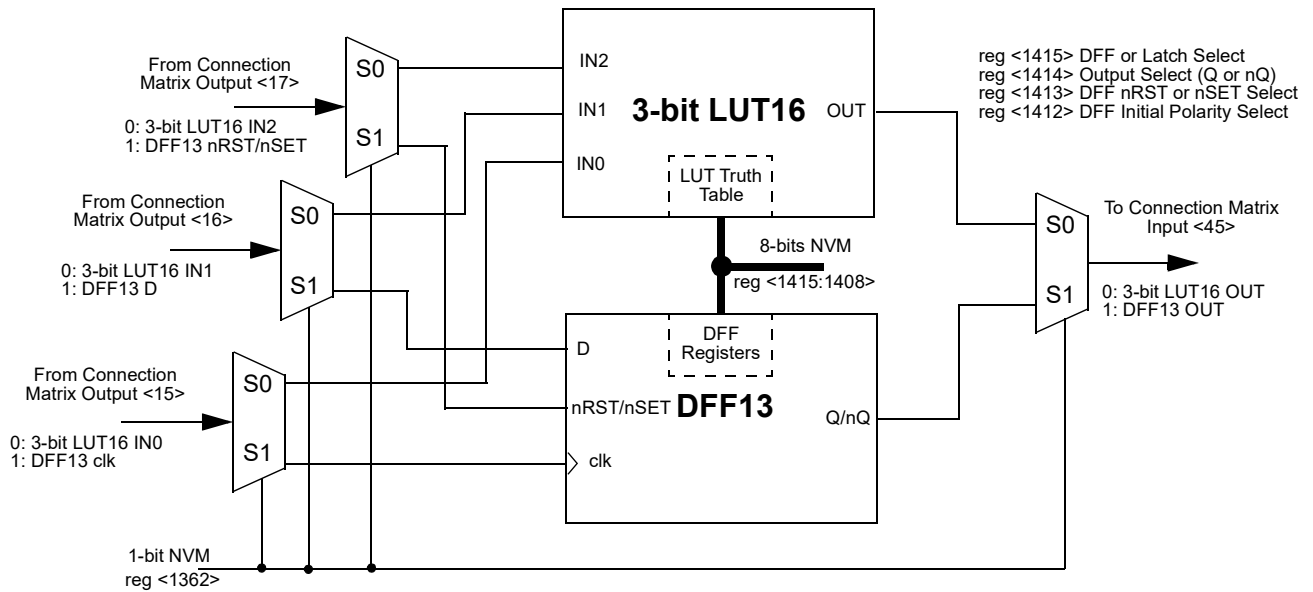 From Connection
Matrix Output <17>
0: 3-bit LUT16 IN2
1: DFF13 nRST/nSET
S0
S1
From Connection
Matrix Output <16>
0: 3-bit LUT16 IN1
1: DFF13 D
S0
S1
From Connection
Matrix Output <15>
0: 3-bit LUT16 IN0
1: DFF13 clk
S0
S1
1-bit NVM
reg <1362>
IN2
IN1
IN0
3-bit LUT16
OUT
LUT Truth
Table
8-bits NVM
reg <1415:1408>
DFF
Registers
D
nRST/nSET
clk
DFF13
Q/nQ
reg <1415> DFF or Latch Select
reg <1414> Output Select (Q or nQ)
reg <1413> DFF nRST or nSET Select
reg <1412> DFF Initial Polarity Select
S0
S1
To Connection Matrix
Input <45>
0: 3-bit LUT16 OUT
1: DFF13 OUT